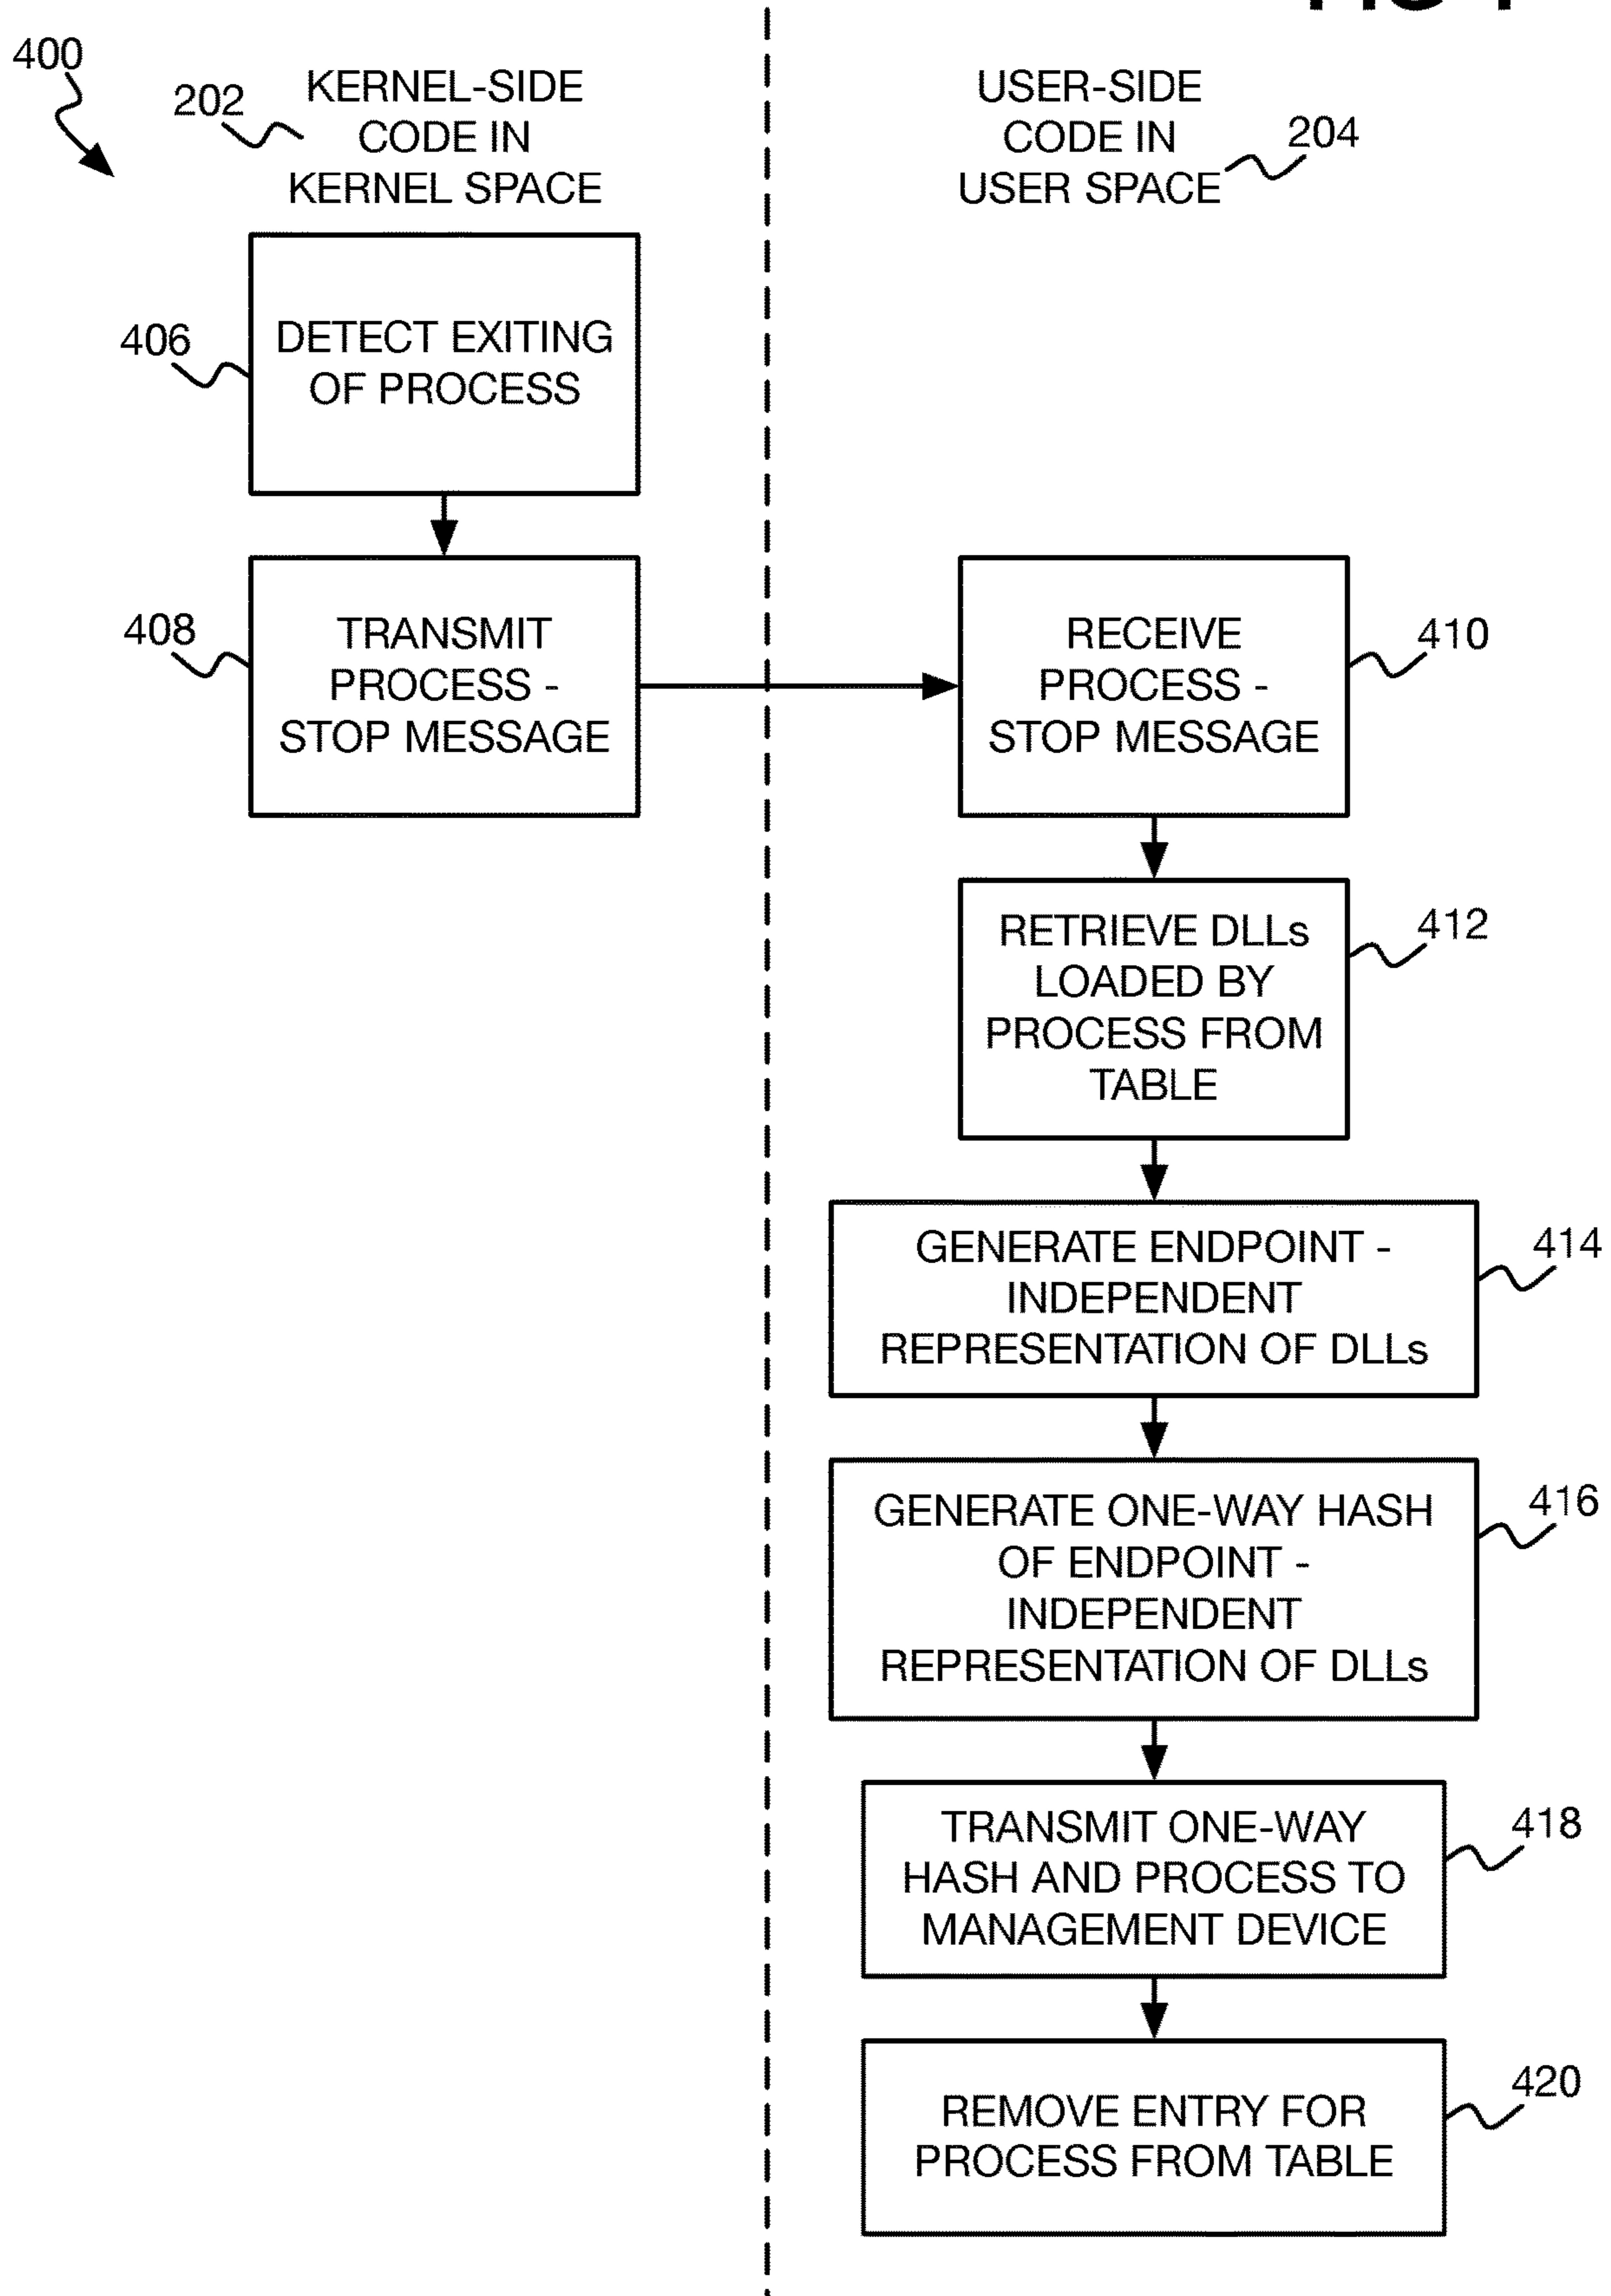 400
202
KERNEL-SIDE
CODE IN
KERNEL SPACE
USER-SIDE
CODE IN
USER SPACE
204
406
DETECT EXITING
OF PROCESS
408
TRANSMIT
PROCESS -
STOP MESSAGE
RECEIVE
PROCESS -
STOP MESSAGE
410
RETRIEVE DLLs
LOADED BY
PROCESS FROM
TABLE
412
GENERATE ENDPOINT -
INDEPENDENT
REPRESENTATION OF DLLs
414
GENERATE ONE-WAY HASH
OF ENDPOINT -
INDEPENDENT
REPRESENTATION OF DLLs
416
TRANSMIT ONE-WAY
HASH AND PROCESS TO
MANAGEMENT DEVICE
418
REMOVE ENTRY FOR
PROCESS FROM TABLE
420